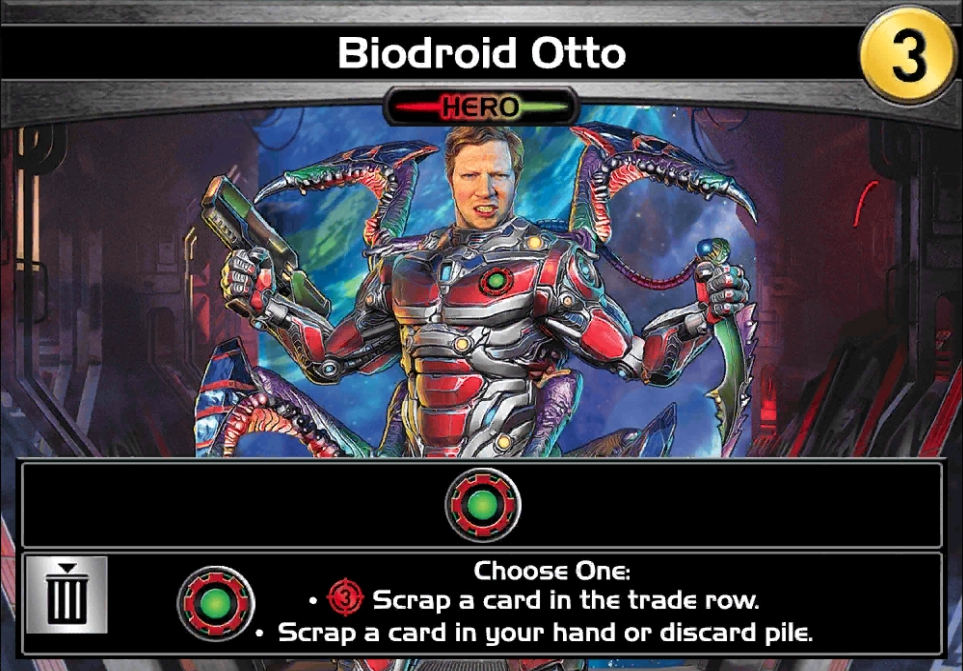 Biodroid Otto
3
HERO
Choose One:
• 3 Scrap a card in the trade row.
• Scrap a card in your hand or discard pile.